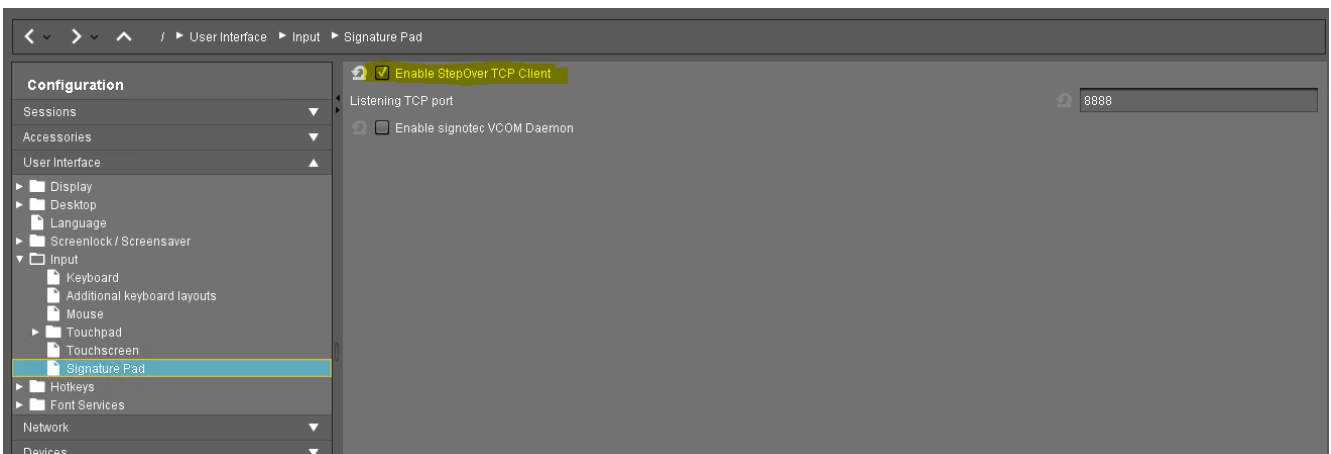 / User Interface Input Signature Pad
Configuration
Sessions
Accessories
User Interface
Display
Desktop
Language
Screenlock / Screensaver
Input
Keyboard
Additional keyboard layouts
Mouse
Touchpad
Touchscreen
Signature Pad
Hotkeys
Font Services
Network
Devices
Enable StepOver TCP Client
Listening TCP port 8888
Enable signotec VCOM Daemon